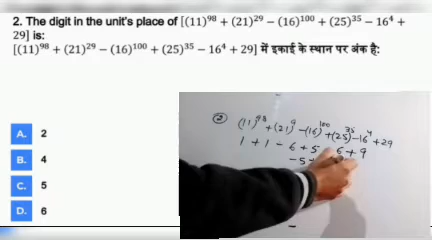 2. The digit in the unit's place of [(11)⁹⁸ + (21)²⁹ − (16)¹⁰⁰ + (25)³⁵ − 16⁴ +
29] is:
[(11)⁹⁸ + (21)²⁹ − (16)¹⁰⁰ + (25)³⁵ − 16⁴ + 29] में इकाई के स्थान पर अंक है:
A. 2
B. 4
C. 5
D. 6
② (11)⁹⁸ + (21)⁹ − (16)¹⁰⁰ + (25)³⁵ − 16⁴ + 29
1 + 1 − 6 + 5 6 + 9
− 5